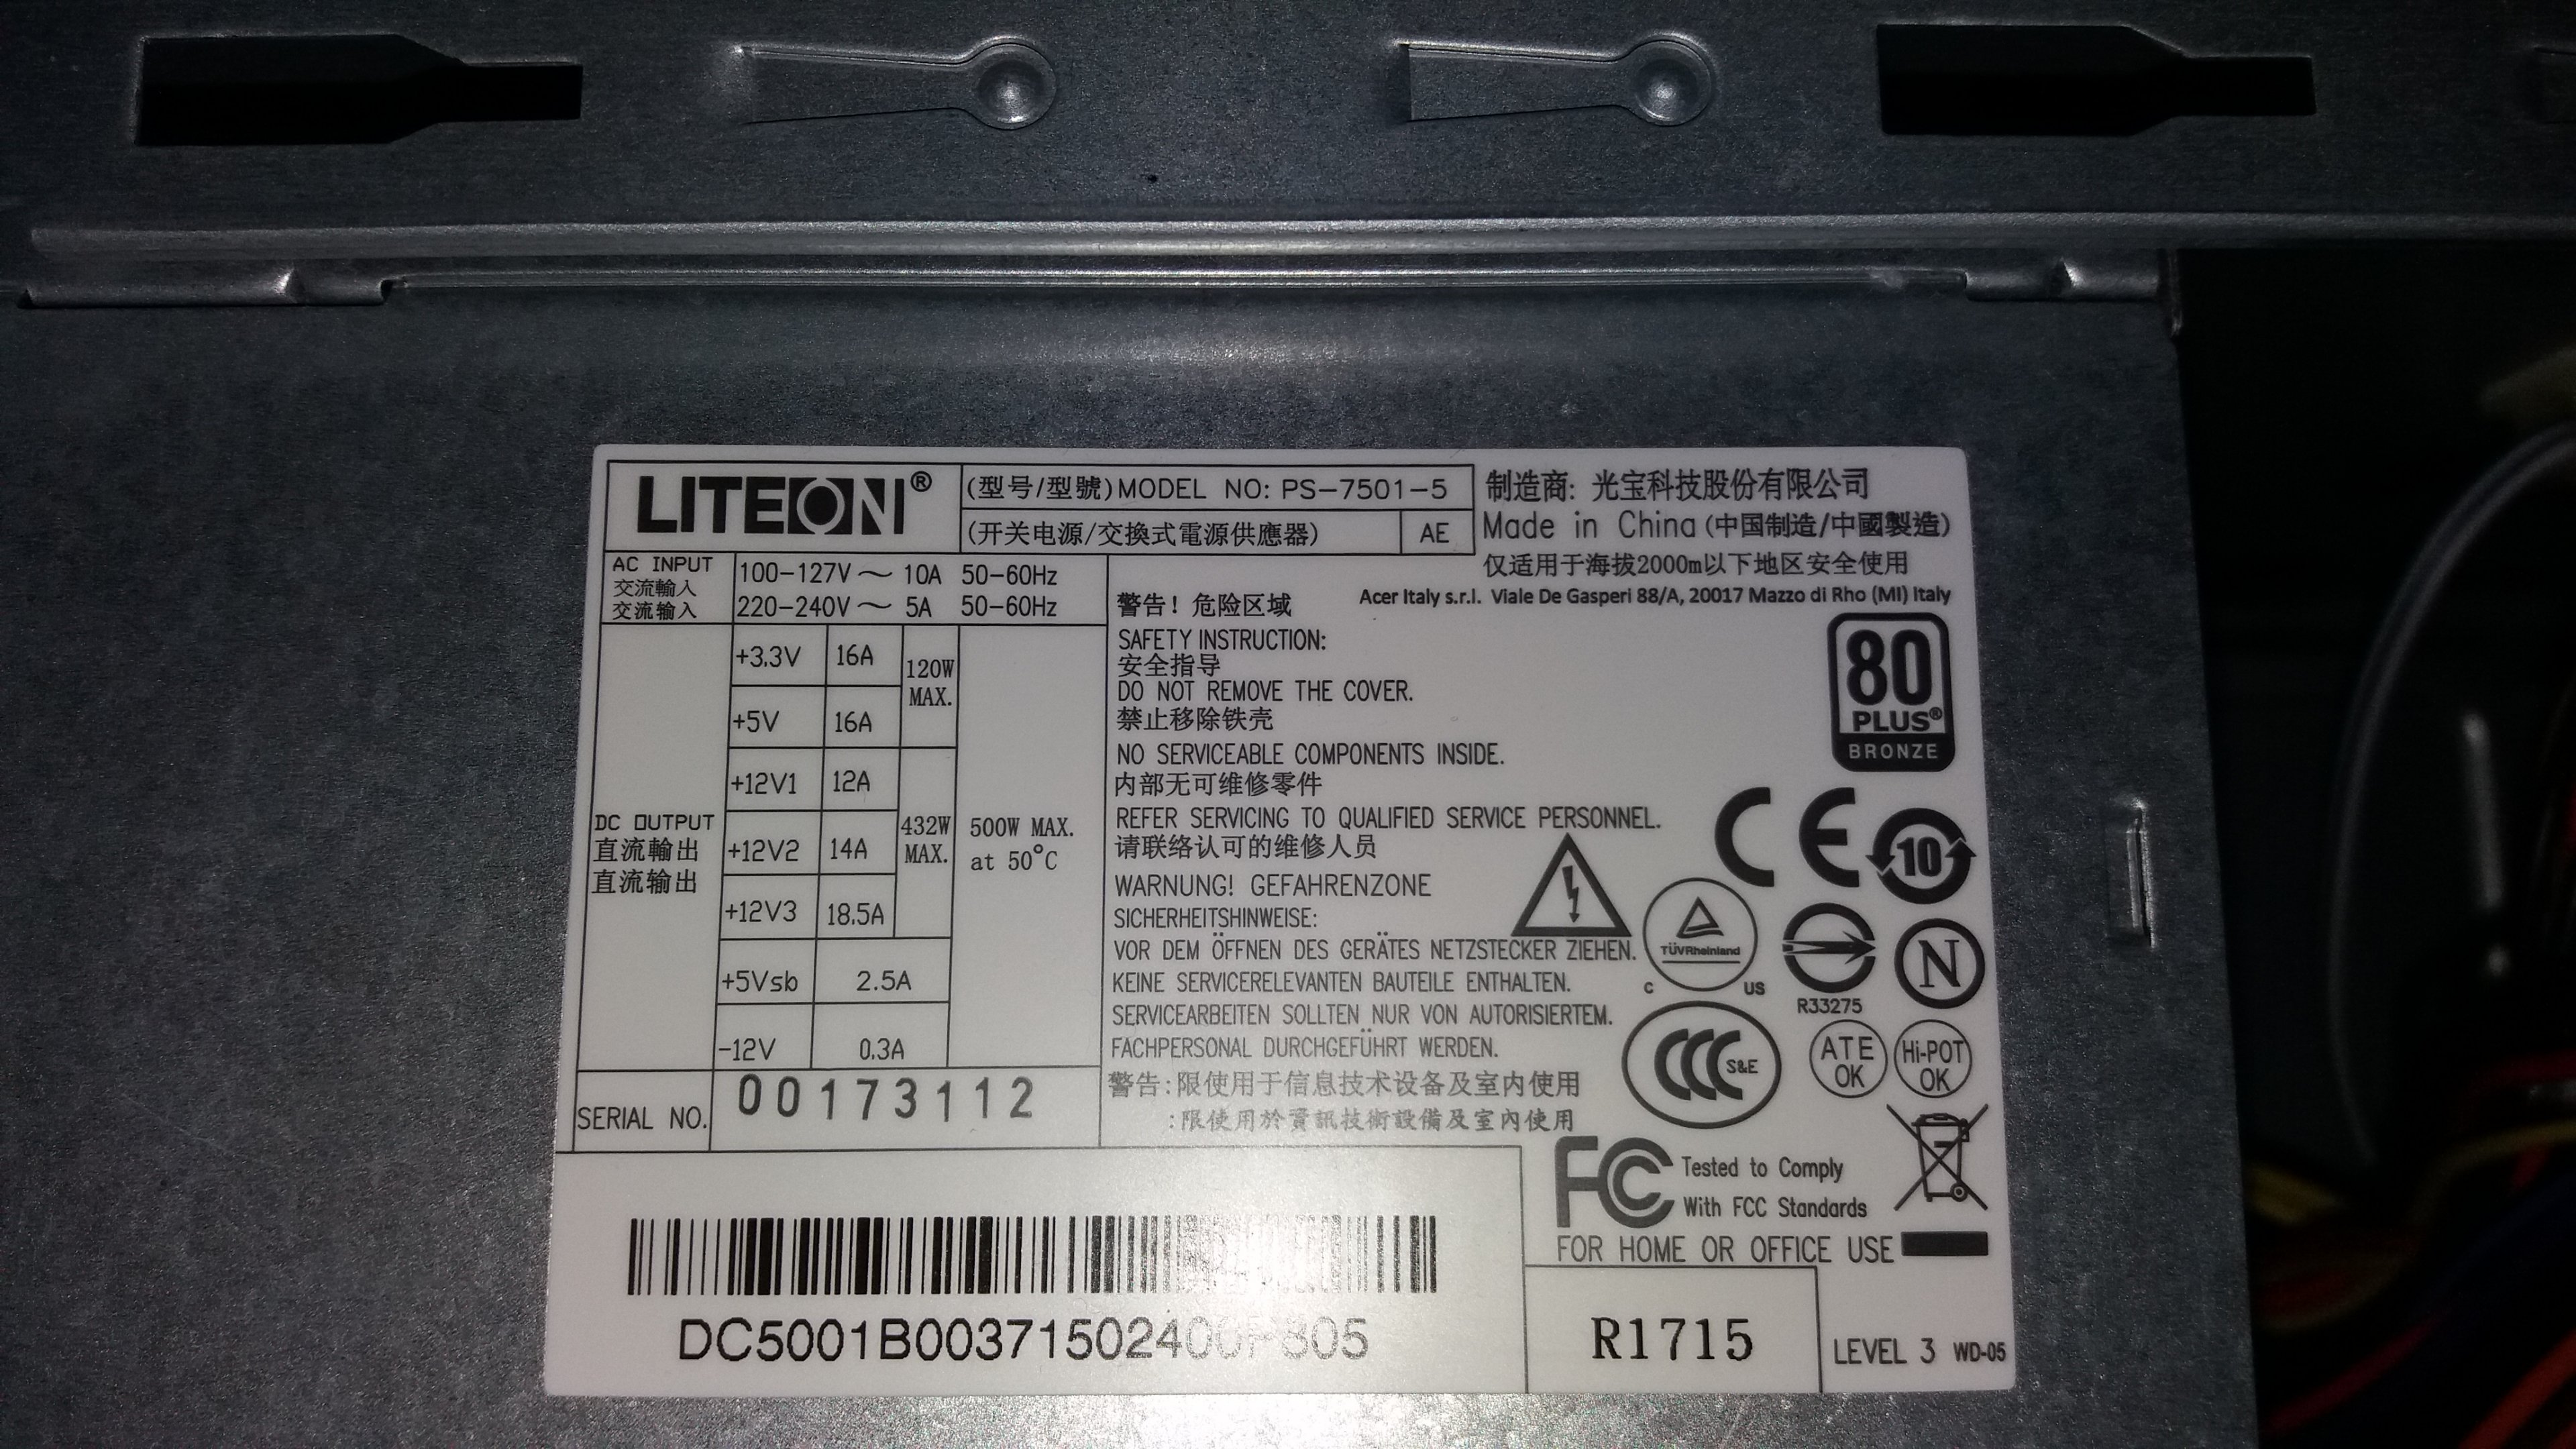 LITEON®
(型号/型號)MODEL NO: PS-7501-5
(开关电源/交換式電源供應器) AE
制造商: 光宝科技股份有限公司
Made in China (中国制造/中國製造)
仅适用于海拔2000m以下地区安全使用
Acer Italy s.r.l. Viale De Gasperi 88/A, 20017 Mazzo di Rho (MI) Italy
AC INPUT
交流輸入
交流输入
100-127V~ 10A 50-60Hz
220-240V~ 5A 50-60Hz
DC OUTPUT
直流輸出
直流输出
+3.3V 16A
+5V 16A
120W
MAX.
+12V1 12A
+12V2 14A
+12V3 18.5A
432W
MAX.
+5Vsb 2.5A
-12V 0.3A
500W MAX.
at 50°C
SERIAL NO. 00173112
警告! 危险区域
SAFETY INSTRUCTION:
安全指导
DO NOT REMOVE THE COVER.
禁止移除铁壳
NO SERVICEABLE COMPONENTS INSIDE.
内部无可维修零件
REFER SERVICING TO QUALIFIED SERVICE PERSONNEL.
请联络认可的维修人员
WARNUNG! GEFAHRENZONE
SICHERHEITSHINWEISE:
VOR DEM ÖFFNEN DES GERÄTES NETZSTECKER ZIEHEN.
KEINE SERVICERELEVANTEN BAUTEILE ENTHALTEN.
SERVICEARBEITEN SOLLTEN NUR VON AUTORISIERTEM.
FACHPERSONAL DURCHGEFÜHRT WERDEN.
警告:限使用于信息技术设备及室内使用
:限使用於資訊技術設備及室內使用
80
PLUS®
BRONZE
CE
10
TÜVRheinland
C US
R33275
N
CCC S&E
ATE
OK
Hi-POT
OK
FC Tested to Comply
With FCC Standards
FOR HOME OR OFFICE USE
R1715
LEVEL 3 WD-05